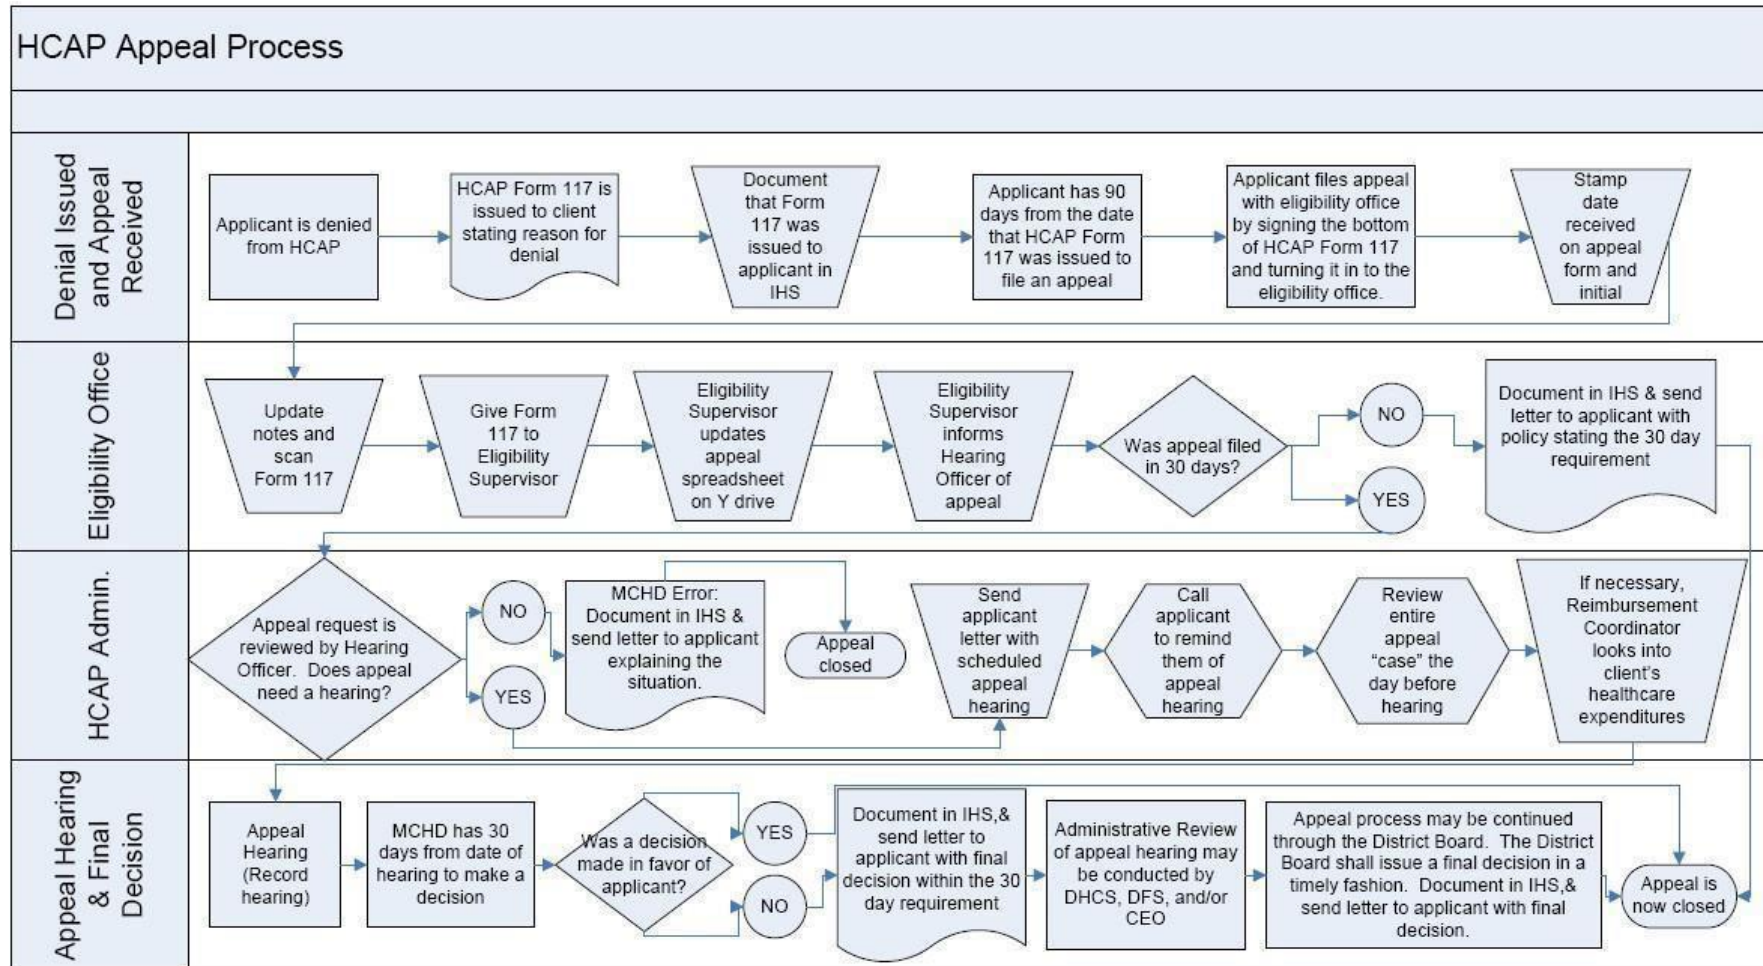 HCAP Appeal Process
Denial Issued
and Appeal
Received
Applicant is denied
from HCAP
HCAP Form 117 is
issued to client
stating reason for
denial
Document
that Form
117 was
issued to
applicant in
IHS
Applicant has 90
days from the date
that HCAP Form
117 was issued to
file an appeal
Applicant files appeal
with eligibility office
by signing the bottom
of HCAP Form 117
and turning it in to the
eligibility office.
Stamp
date
received
on appeal
form and
initial
Eligibility Office
Update
notes and
scan
Form 117
Give Form
117 to
Eligibility
Supervisor
Eligibility
Supervisor
updates
appeal
spreadsheet
on Y drive
Eligibility
Supervisor
informs
Hearing
Officer of
appeal
Was appeal filed
in 30 days?
NO
YES
Document in IHS & send
letter to applicant with
policy stating the 30 day
requirement
HCAP Admin.
Appeal request is
reviewed by Hearing
Officer. Does appeal
need a hearing?
NO
YES
MCHD Error:
Document in IHS &
send letter to applicant
explaining the
situation.
Appeal
closed
Send
applicant
letter with
scheduled
appeal
hearing
Call
applicant
to remind
them of
appeal
hearing
Review
entire
appeal
“case” the
day before
hearing
If necessary,
Reimbursement
Coordinator
looks into
client’s
healthcare
expenditures
Appeal Hearing
& Final
Decision
Appeal
Hearing
(Record
hearing)
MCHD has 30
days from date of
hearing to make a
decision
Was a decision
made in favor of
applicant?
YES
NO
Document in IHS,&
send letter to
applicant with final
decision within the 30
day requirement
Administrative Review
of appeal hearing may
be conducted by
DHCS, DFS, and/or
CEO
Appeal process may be continued
through the District Board. The District
Board shall issue a final decision in a
timely fashion. Document in IHS,&
send letter to applicant with final
decision.
Appeal is
now closed